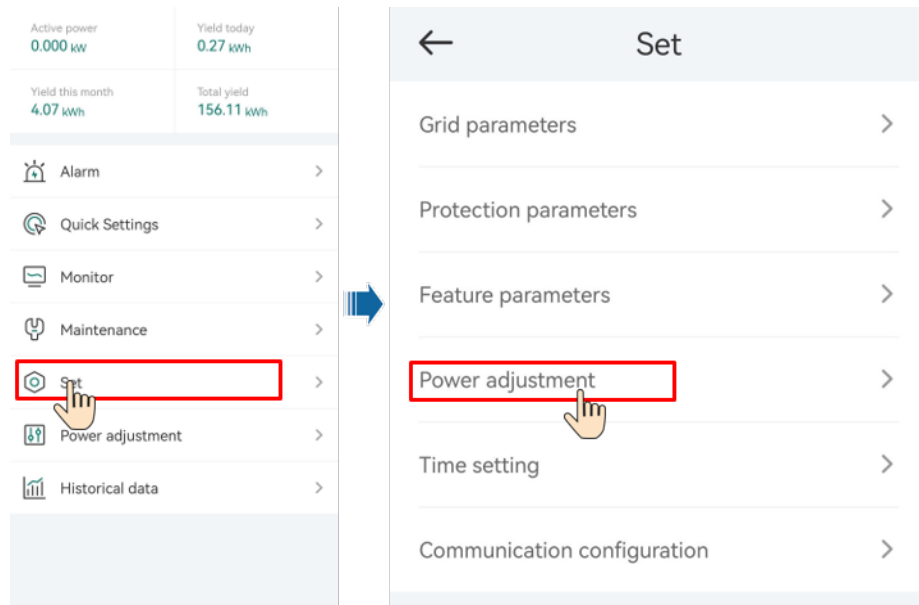 Active power
0.000 kW
Yield today
0.27 kWh
Yield this month
4.07 kWh
Total yield
156.11 kWh
Alarm
Quick Settings
Monitor
Maintenance
Set
Power adjustment
Historical data
Set
Grid parameters
Protection parameters
Feature parameters
Power adjustment
Time setting
Communication configuration